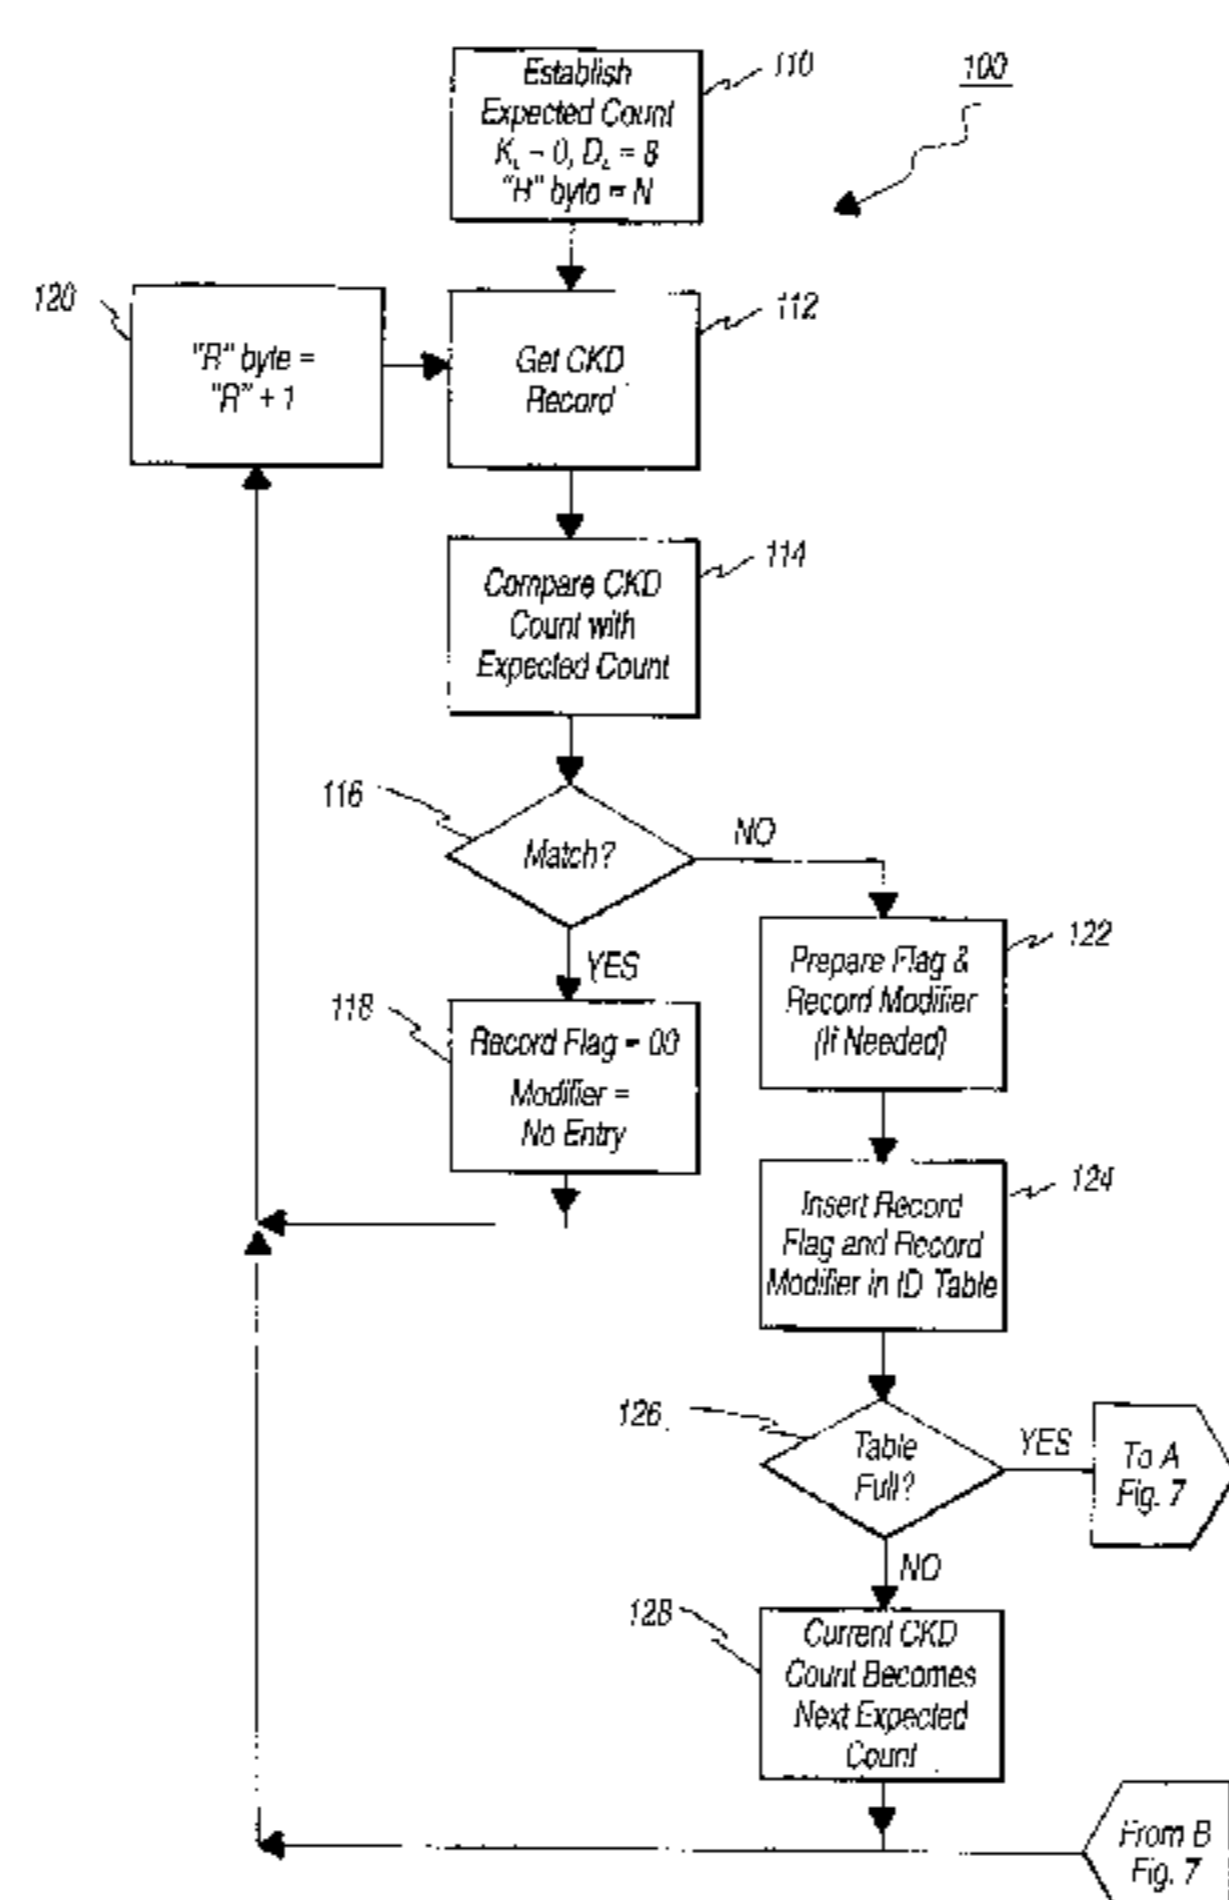 Establish
Expected Count
K_L = 0, D_L = 8
"R" byte = N
110
100
120
"R" byte =
"R" + 1
Get CKD
Record
112
Compare CKD
Count with
Expected Count
114
116
Match?
NO
YES
118
Record Flag = 00
Modifier =
No Entry
Prepare Flag &
Record Modifier
(If Needed)
122
Insert Record
Flag and Record
Modifier in ID Table
124
126
Table
Full?
YES
To A
Fig. 7
NO
128
Current CKD
Count Becomes
Next Expected
Count
From B
Fig. 7